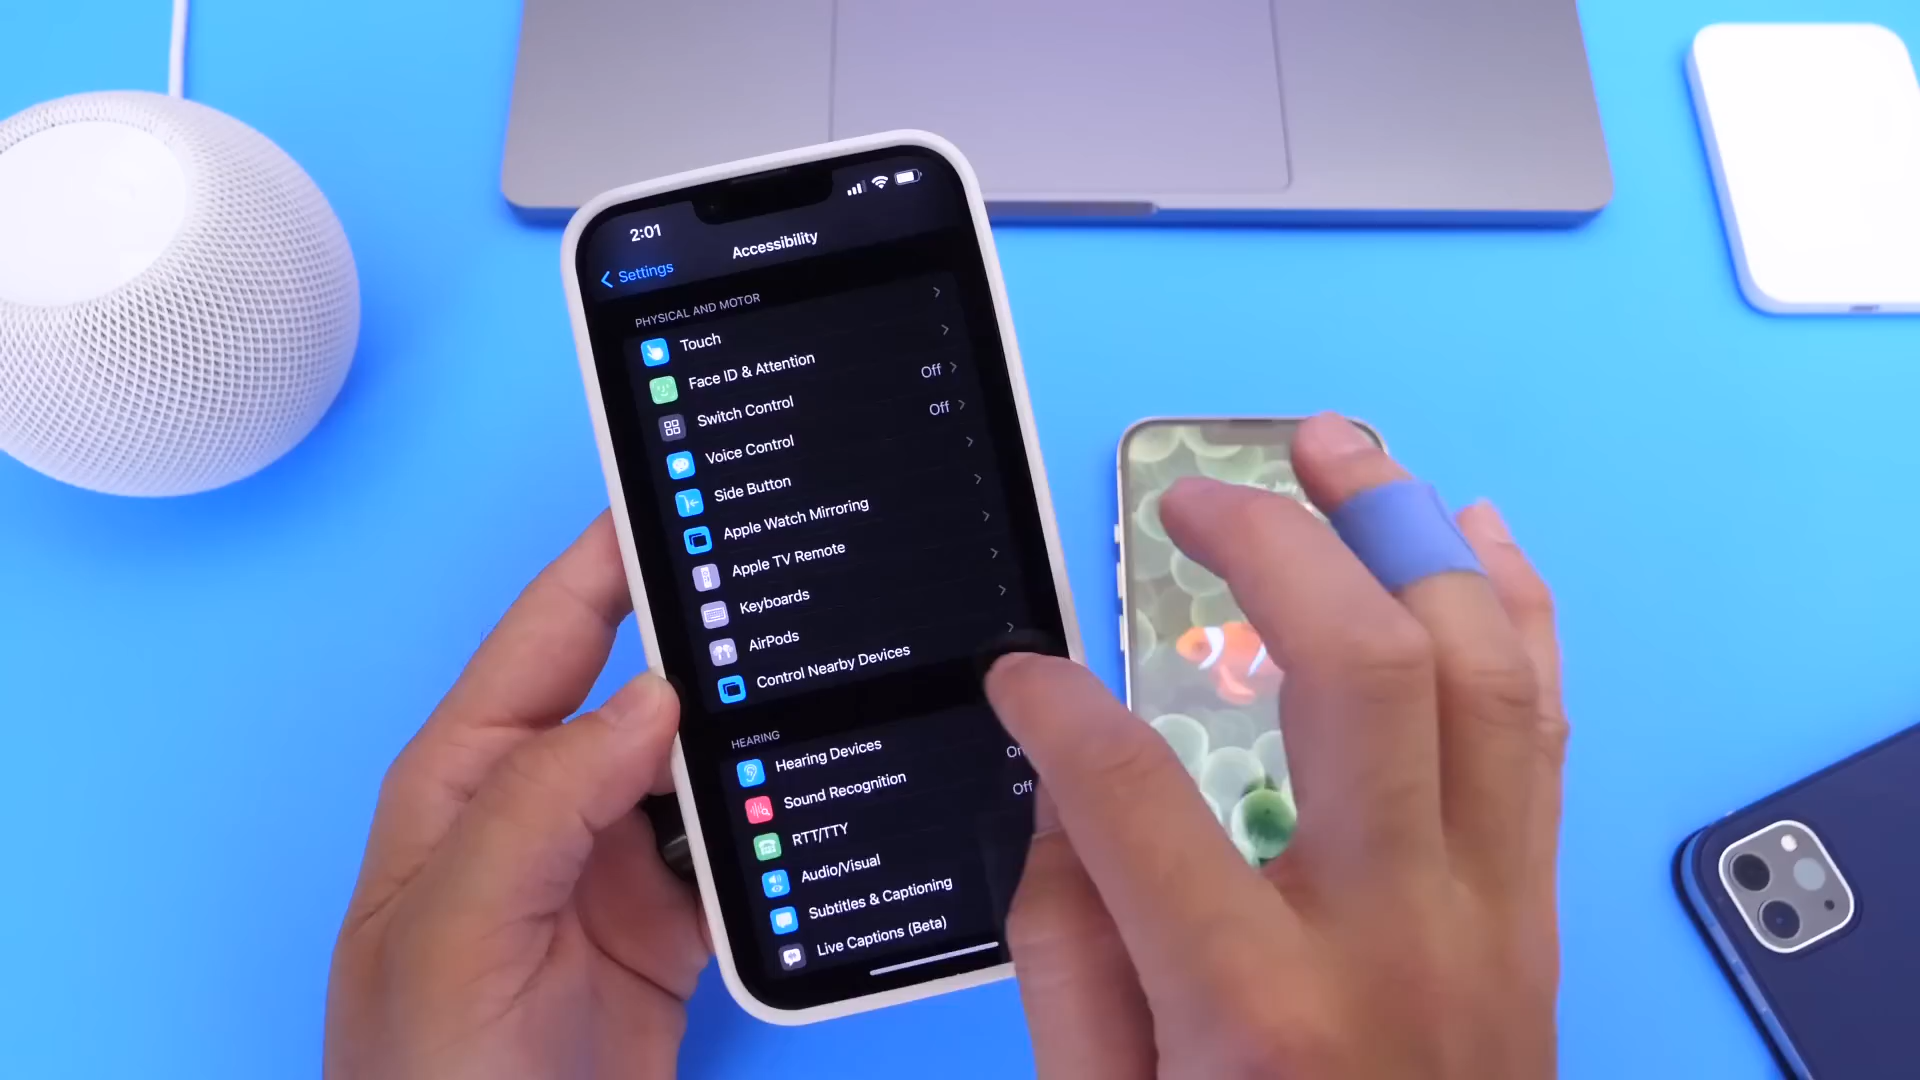 2:01
Settings
Accessibility
PHYSICAL AND MOTOR
Touch
Face ID & Attention
Switch Control Off
Voice Control Off
Side Button
Apple Watch Mirroring
Apple TV Remote
Keyboards
AirPods
Control Nearby Devices
HEARING
Hearing Devices
Sound Recognition On
RTT/TTY Off
Audio/Visual
Subtitles & Captioning
Live Captions (Beta)